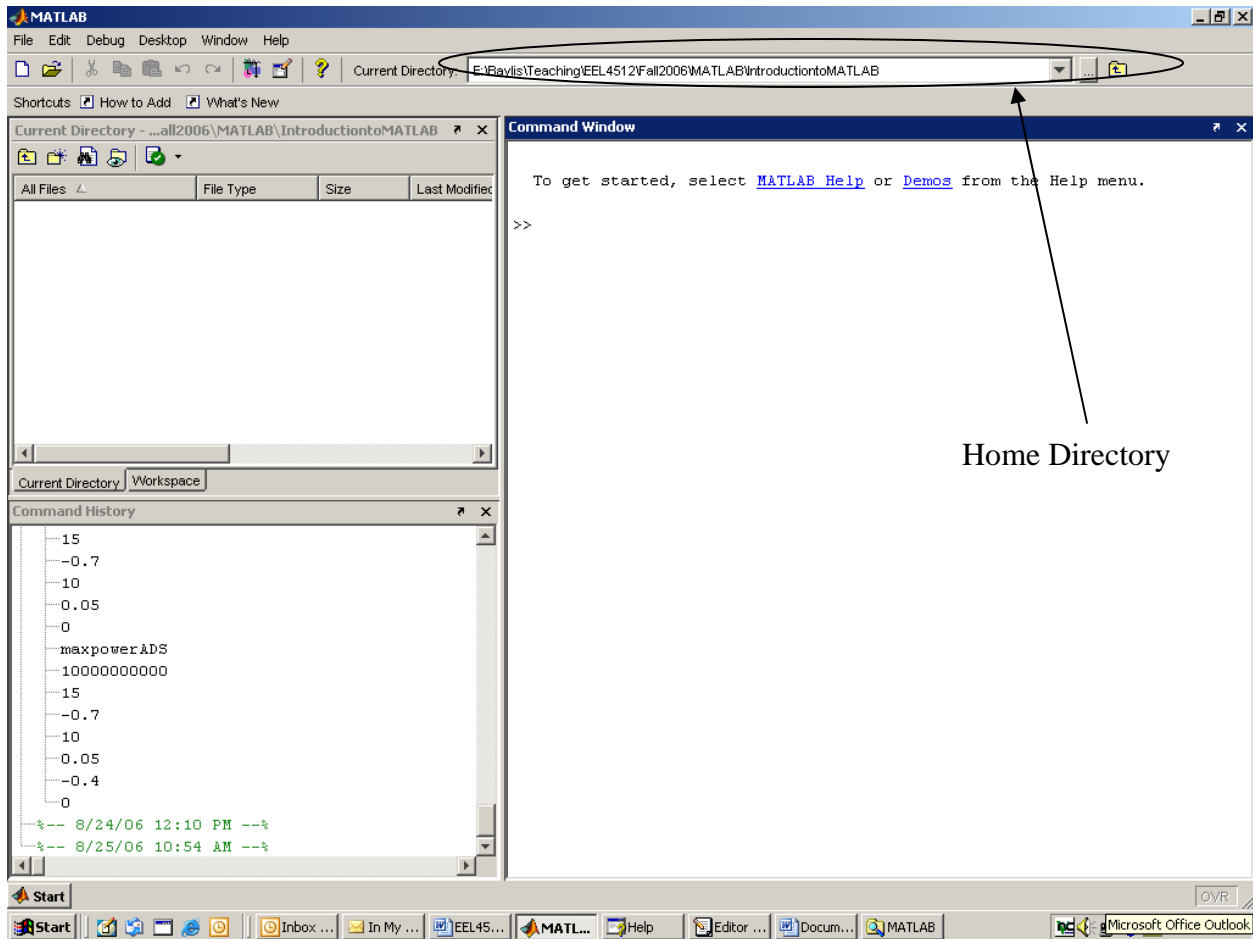 MATLAB
File Edit Debug Desktop Window Help
Current Directory: E:\Baylis\Teaching\EEL4512\Fall2006\MATLAB\IntroductiontoMATLAB ...
Shortcuts How to Add What's New
Current Directory - ...all2006\MATLAB\IntroductiontoMATLAB
All Files File Type Size Last Modified
Current Directory Workspace
Command History
15
-0.7
10
0.05
0
maxpowerADS
10000000000
15
-0.7
10
0.05
-0.4
0
%-- 8/24/06 12:10 PM --%
%-- 8/25/06 10:54 AM --%
Command Window
To get started, select MATLAB Help or Demos from the Help menu.
>>
Home Directory
Start
OVR
Start Inbox ... In My ... EEL45... MATL... Help Editor ... Docum... MATLAB Microsoft Office Outlook